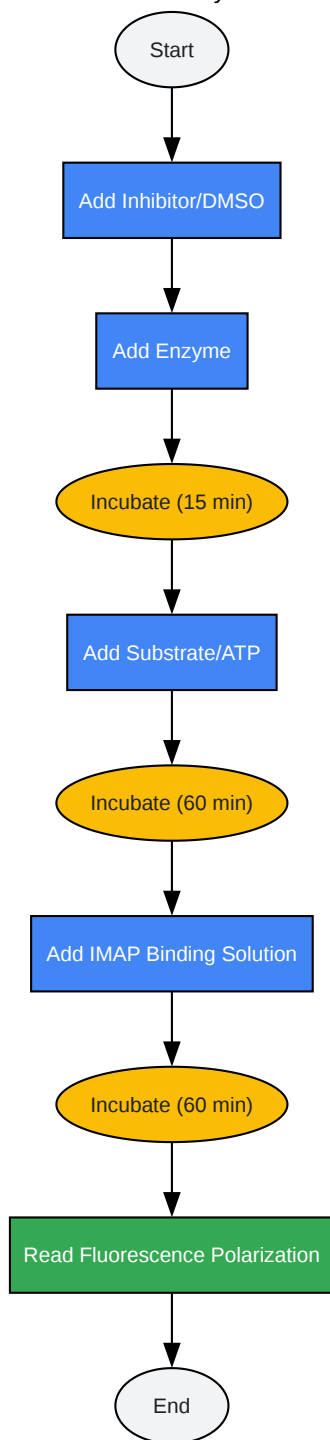 Start
Add Inhibitor/DMSO
Add Enzyme
Incubate (15 min)
Add Substrate/ATP
Incubate (60 min)
Add IMAP Binding Solution
Incubate (60 min)
Read Fluorescence Polarization
End